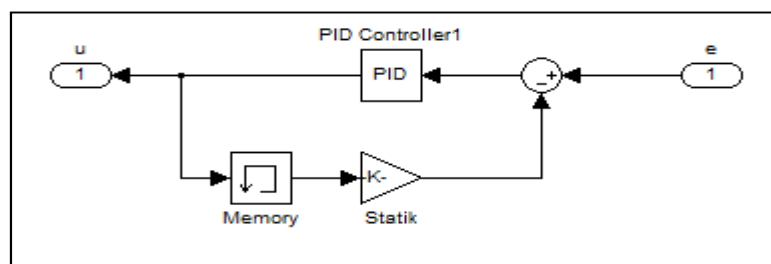 PID Controller1
u
e
1
PID
-
+
1
-K-
Memory
Statik